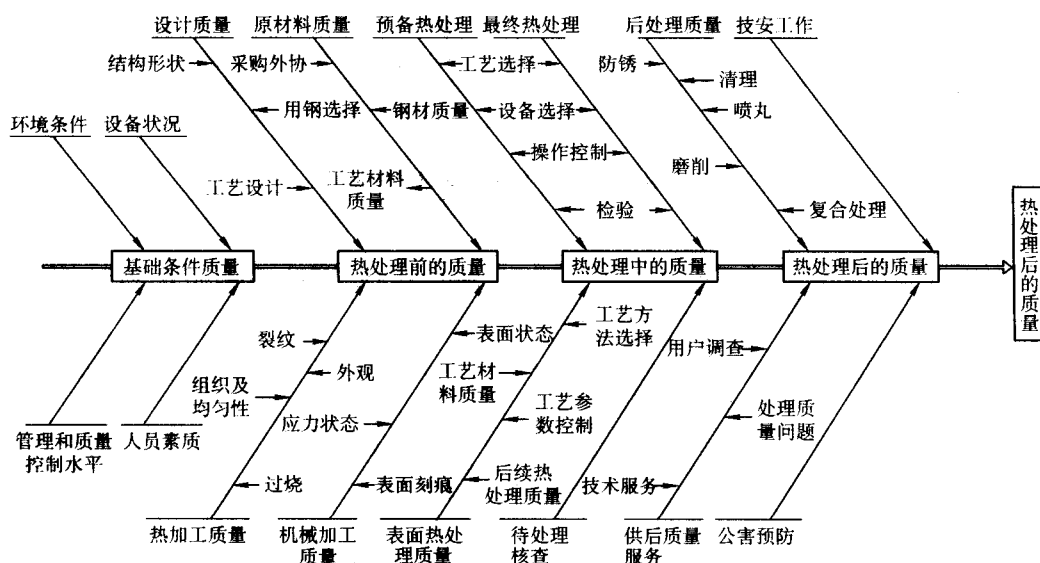 设计质量
原材料质量
预备热处理
最终热处理
后处理质量
技安工作
结构形状
采购外协
工艺选择
防锈
清理
用钢选择
钢材质量
设备选择
喷丸
环境条件
设备状况
操作控制
工艺设计
工艺材料
质量
磨削
检验
复合处理
基础条件质量
热处理前的质量
热处理中的质量
热处理后的质量
热处理后的质量
裂纹
表面状态
工艺方
法选择
用户调查
外观
工艺材
料质量
组织及
均匀性
应力状态
工艺参
数控制
处理质
量问题
管理和质量
控制水平
人员素质
过烧
表面刻痕
后续热
处理质量
技术服务
热加工质量
机械加工
质量
表面热处
理质量
待处理
核查
供后质量
服务
公害预防